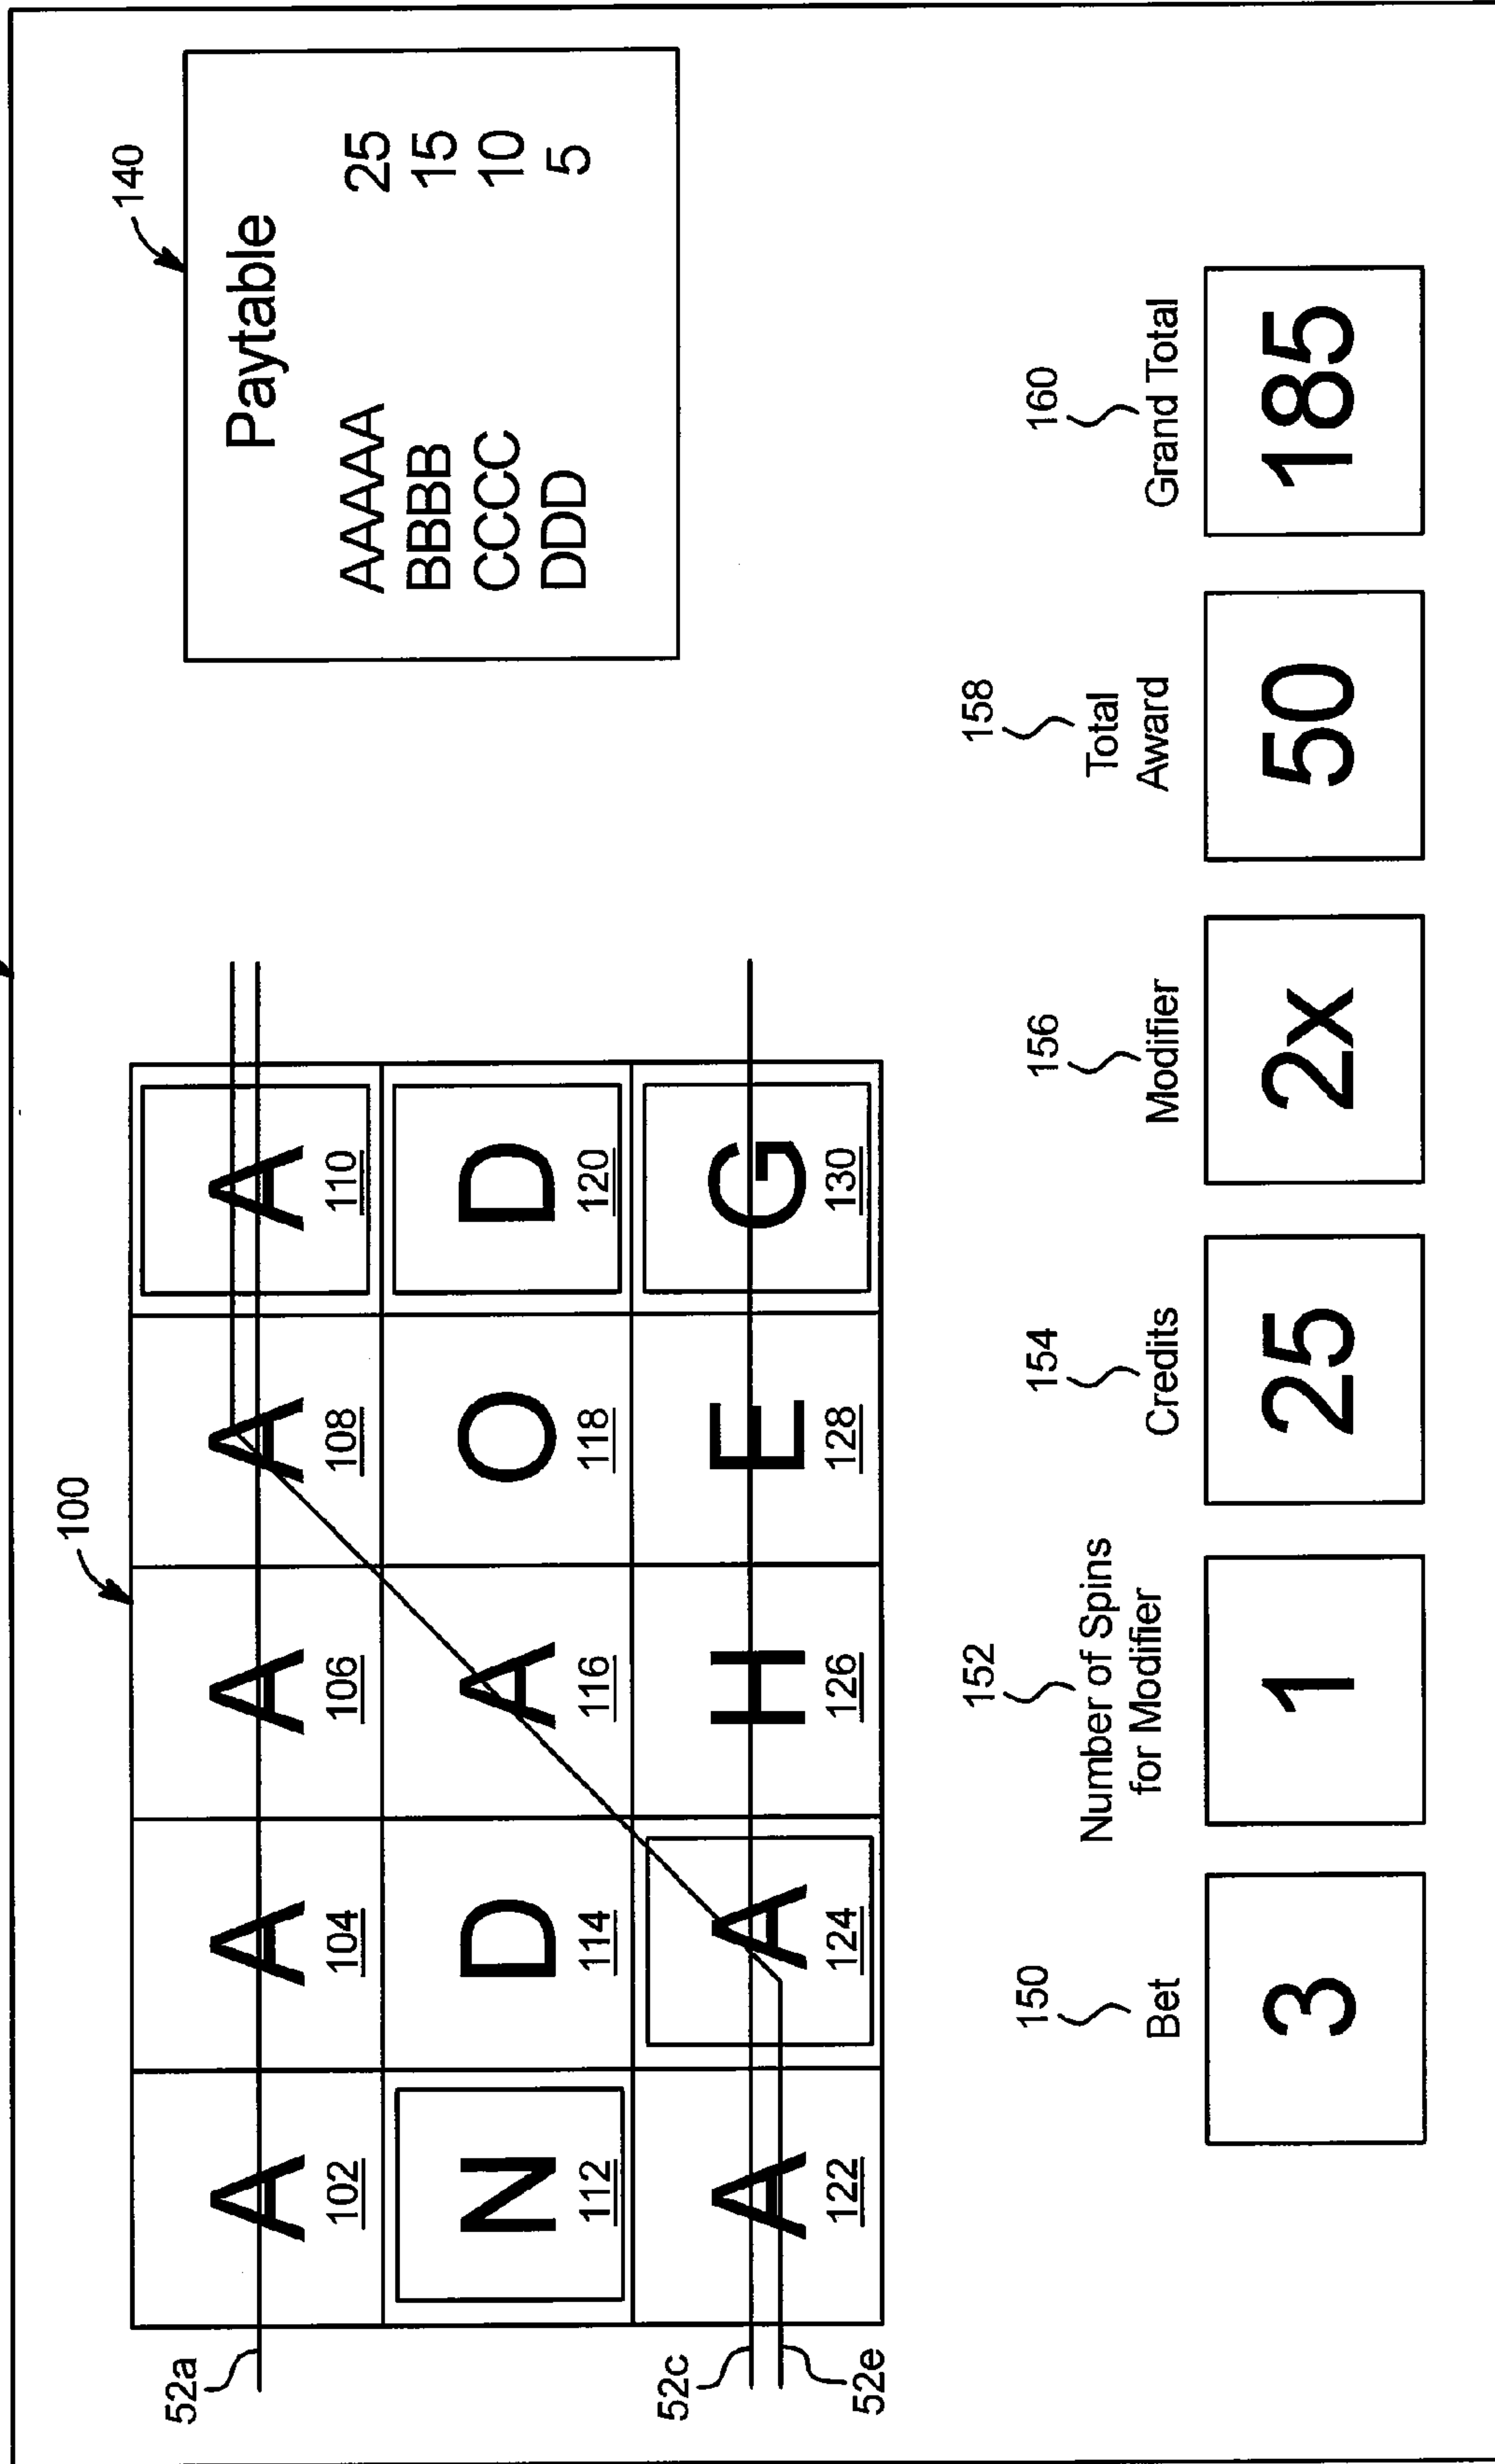 100
140
52a
A A A A A
102 104 106 108 110
N D A O D
112 114 116 118 120
52c
52e
A A H E G
122 124 126 128 130
Paytable
AAAAA 25
BBBB 15
CCCC 10
DDD 5
150
Bet
3
152
Number of Spins
for Modifier
1
154
Credits
25
156
Modifier
2x
158
Total
Award
50
160
Grand Total
185